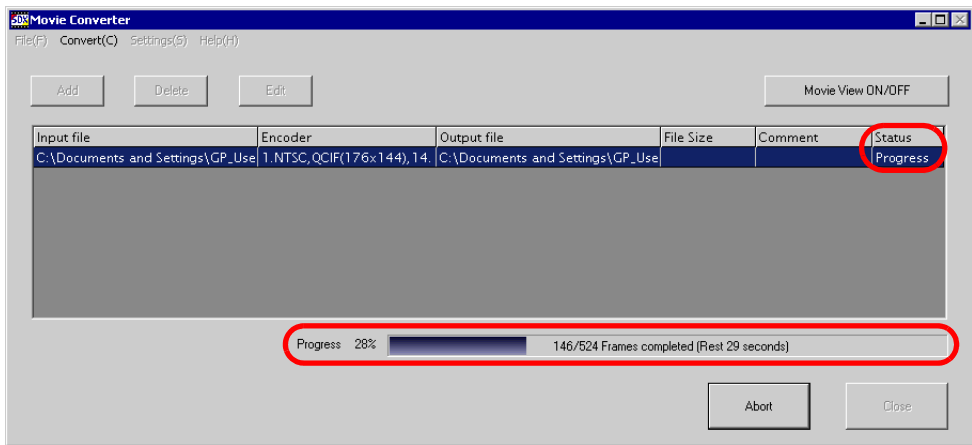 SDX Movie Converter
File(F) Convert(C) Settings(S) Help(H)
Add Delete Edit Movie View ON/OFF
Input file Encoder Output file File Size Comment Status
C:\Documents and Settings\GP_Use 1.NTSC,QCIF(176x144),14. C:\Documents and Settings\GP_Use Progress
Progress 28% 146/524 Frames completed (Rest 29 seconds)
Abort Close